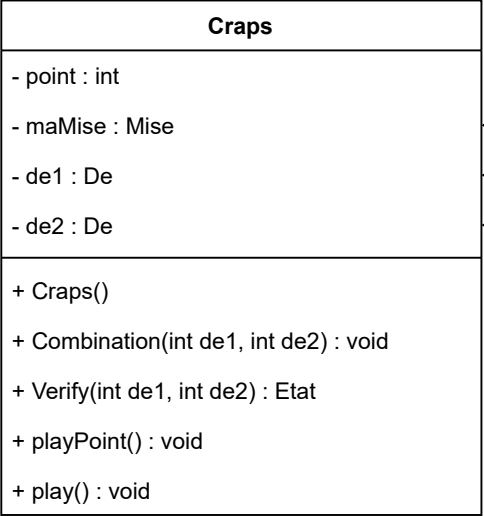 Craps
- point : int
- maMise : Mise
- de1 : De
- de2 : De
+ Craps()
+ Combination(int de1, int de2) : void
+ Verify(int de1, int de2) : Etat
+ playPoint() : void
+ play() : void